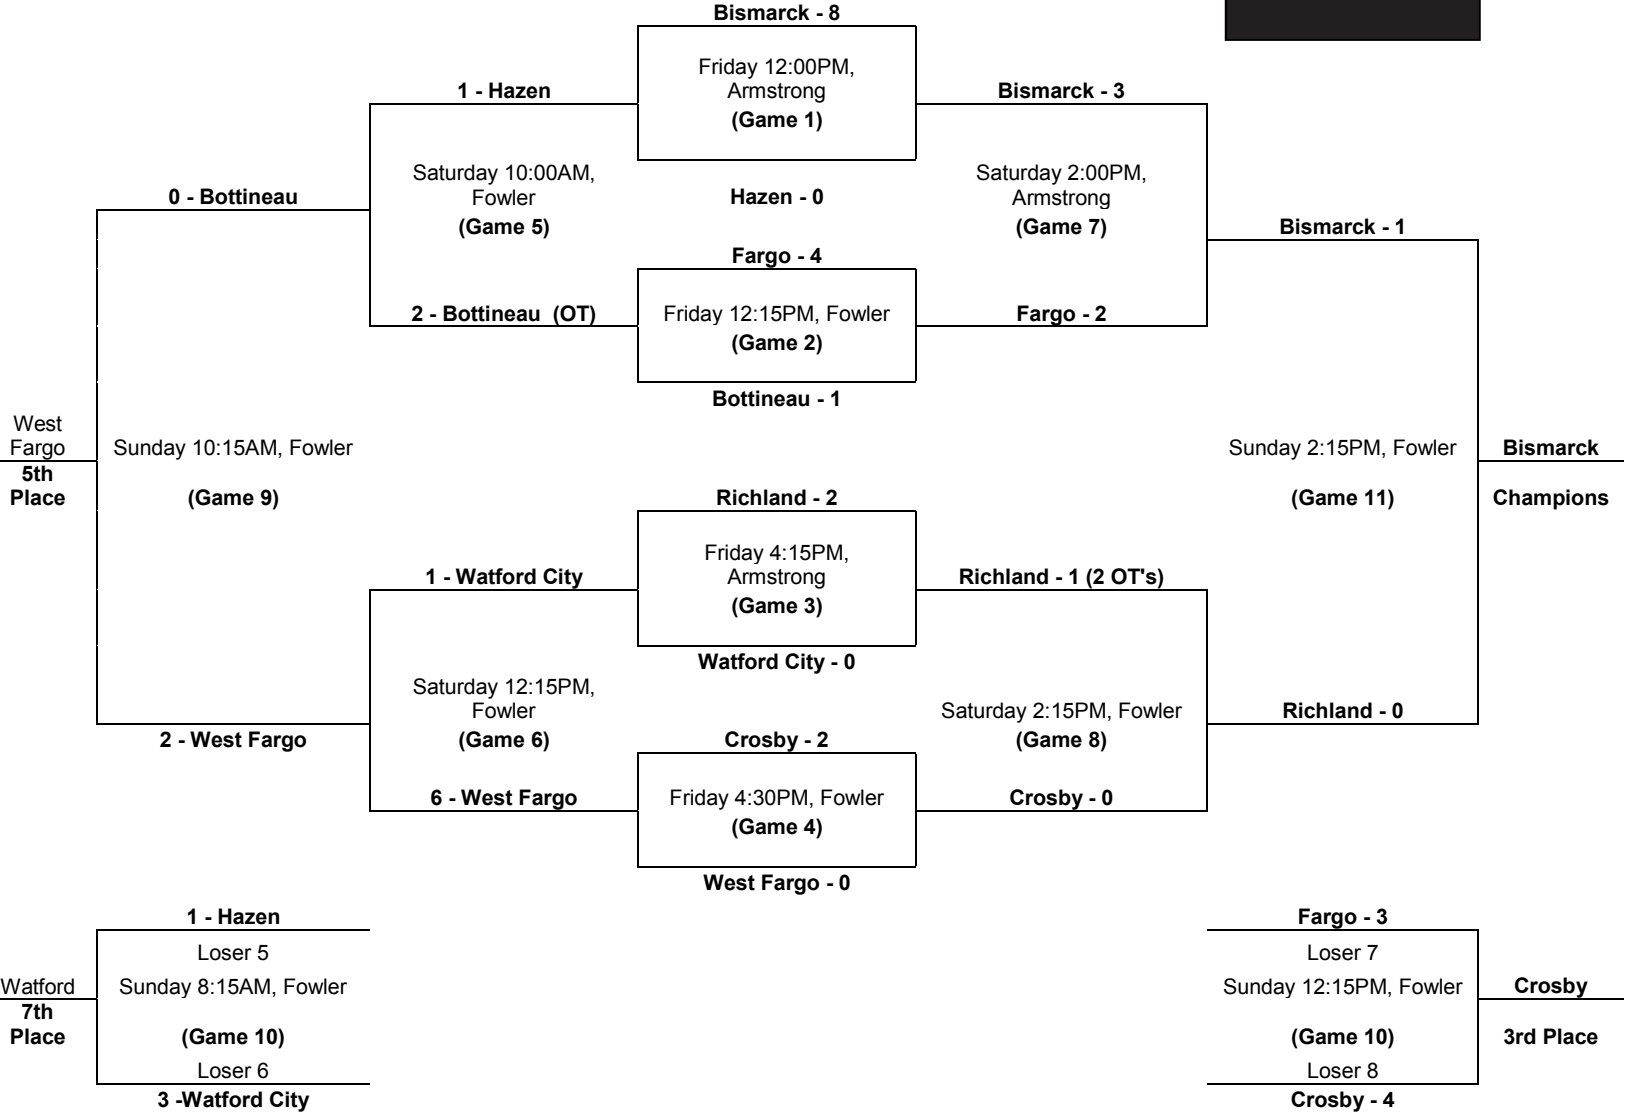 Bismarck - 8
Friday 12:00PM,
Armstrong
(Game 1)
1 - Hazen
Bismarck - 3
Saturday 10:00AM,
Fowler
(Game 5)
Hazen - 0
Saturday 2:00PM,
Armstrong
(Game 7)
0 - Bottineau
Bismarck - 1
Fargo - 4
2 - Bottineau (OT)
Friday 12:15PM, Fowler
(Game 2)
Fargo - 2
Bottineau - 1
West
Fargo
5th
Place
Sunday 10:15AM, Fowler
(Game 9)
Sunday 2:15PM, Fowler
(Game 11)
Bismarck
Champions
Richland - 2
Friday 4:15PM,
Armstrong
(Game 3)
1 - Watford City
Richland - 1 (2 OT's)
Watford City - 0
Saturday 12:15PM,
Fowler
(Game 6)
Saturday 2:15PM, Fowler
(Game 8)
Richland - 0
2 - West Fargo
Crosby - 2
6 - West Fargo
Friday 4:30PM, Fowler
(Game 4)
Crosby - 0
West Fargo - 0
1 - Hazen
Loser 5
Watford
7th
Place
Sunday 8:15AM, Fowler
(Game 10)
Loser 6
3 -Watford City
Fargo - 3
Loser 7
Sunday 12:15PM, Fowler
(Game 10)
Loser 8
Crosby - 4
Crosby
3rd Place